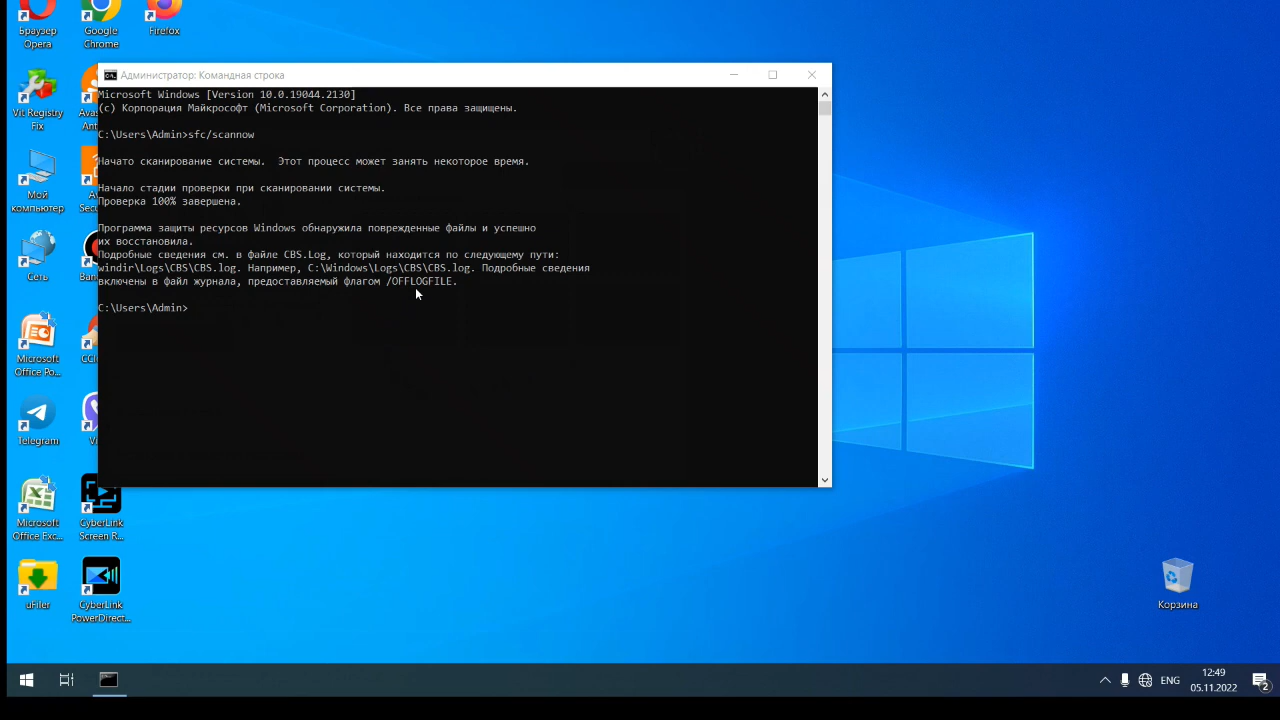 Браузер Opera
Google Chrome
Firefox
Администратор: Командная строка
Microsoft Windows [Version 10.0.19044.2130]
(c) Корпорация Майкрософт (Microsoft Corporation). Все права защищены.
C:\Users\Admin>sfc/scannow
Начато сканирование системы.  Этот процесс может занять некоторое время.
Начало стадии проверки при сканировании системы.
Проверка 100% завершена.
Программа защиты ресурсов Windows обнаружила поврежденные файлы и успешно
их восстановила.
Подробные сведения см. в файле CBS.Log, который находится по следующему пути:
windir\Logs\CBS\CBS.log. Например, C:\Windows\Logs\CBS\CBS.log. Подробные сведения
включены в файл журнала, предоставляемый флагом /OFFLOGFILE.
C:\Users\Admin>
Vit Registry Fix
Мой компьютер
Сеть
Microsoft Office Po...
Telegram
Microsoft Office Exc...
CyberLink Screen R...
uFiler
CyberLink PowerDirect...
Корзина
ENG
12:49
05.11.2022
2